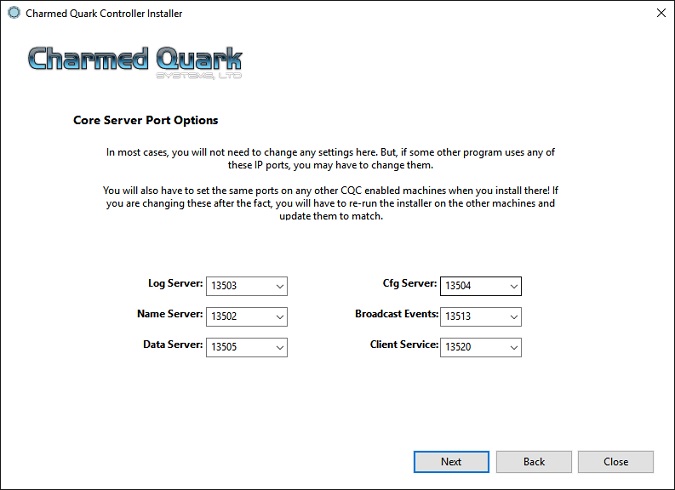 Charmed Quark Controller Installer
Charmed Quark
SYSTEMS, LTD
Core Server Port Options
In most cases, you will not need to change any settings here. But, if some other program uses any of
these IP ports, you may have to change them.
You will also have to set the same ports on any other CQC enabled machines when you install there! If
you are changing these after the fact, you will have to re-run the installer on the other machines and
update them to match.
Log Server: 13503 Cfg Server: 13504
Name Server: 13502 Broadcast Events: 13513
Data Server: 13505 Client Service: 13520
Next Back Close